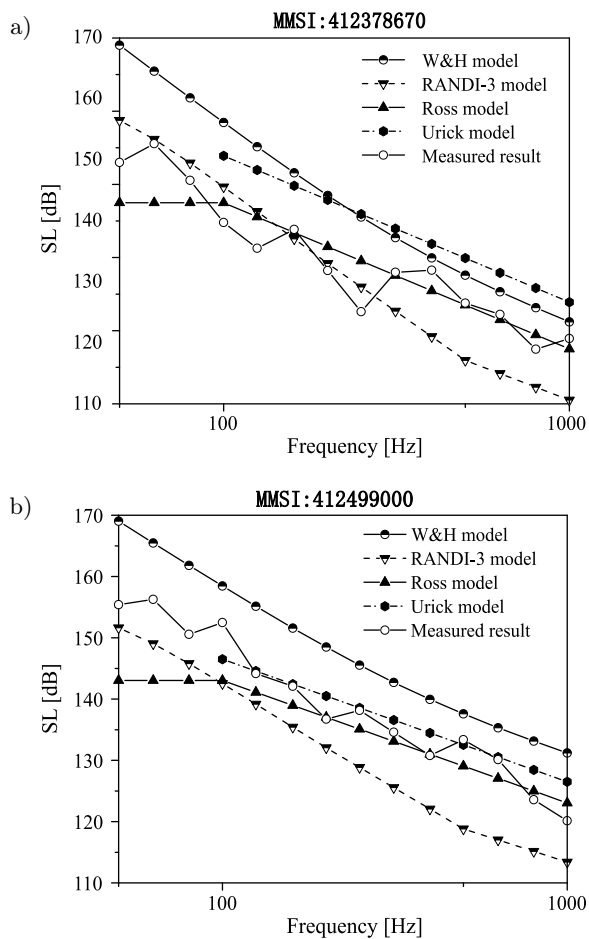 a)
MMSI:412378670
170
160
150
140
130
120
110
SL [dB]
W&H model
RANDI-3 model
Ross model
Urick model
Measured result
100
1000
Frequency [Hz]
b)
MMSI:412499000
170
160
150
140
130
120
110
SL [dB]
W&H model
RANDI-3 model
Ross model
Urick model
Measured result
100
1000
Frequency [Hz]